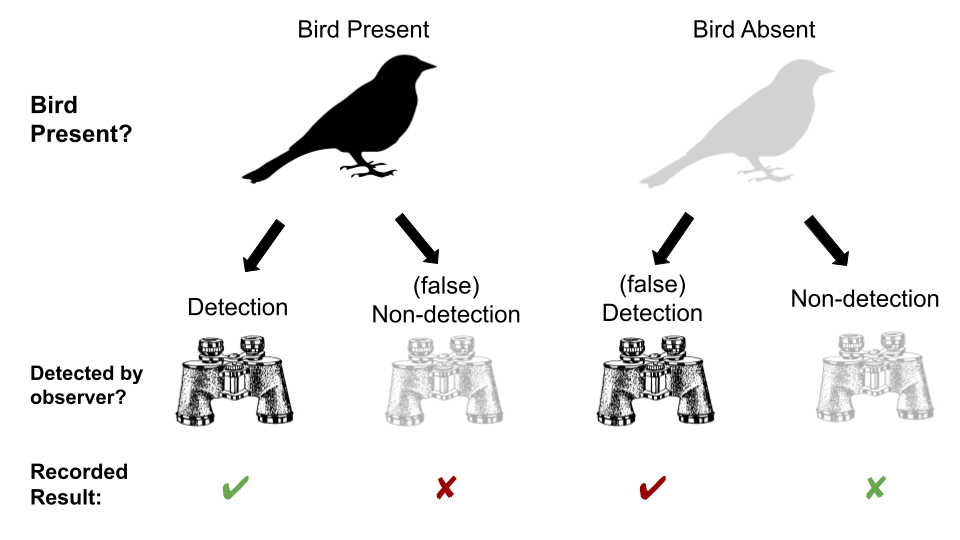 Bird Present
Bird Absent
Bird
Present?
Detection
(false)
Non-detection
(false)
Detection
Non-detection
Detected by
observer?
Recorded
Result:
✔
✘
✔
✘